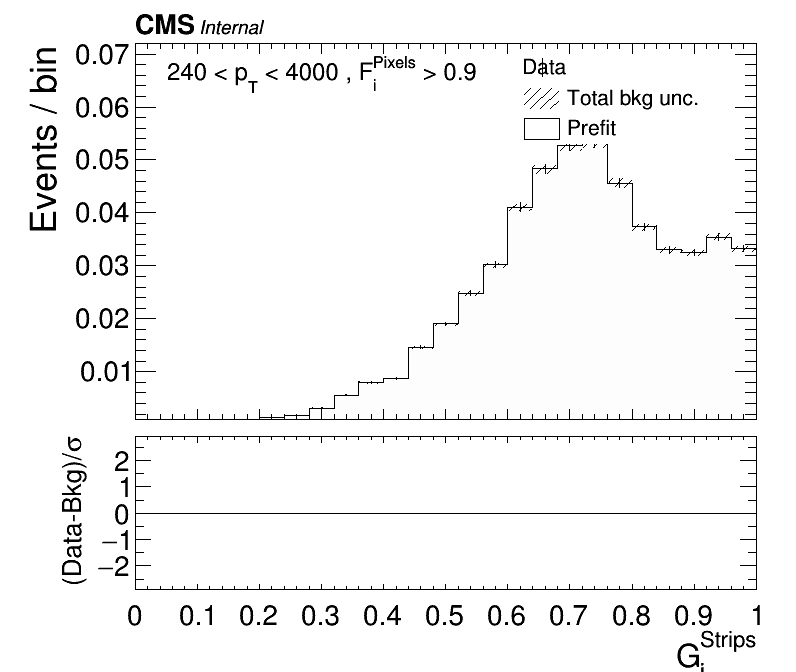 CMS Internal
Events / bin
0.07
0.06
0.05
0.04
0.03
0.02
0.01
240 < p_T < 4000 , F_i^Pixels > 0.9
Data
Total bkg unc.
Prefit
(Data-Bkg)/σ
2
1
0
−1
−2
0 0.1 0.2 0.3 0.4 0.5 0.6 0.7 0.8 0.9 1
G_i^Strips